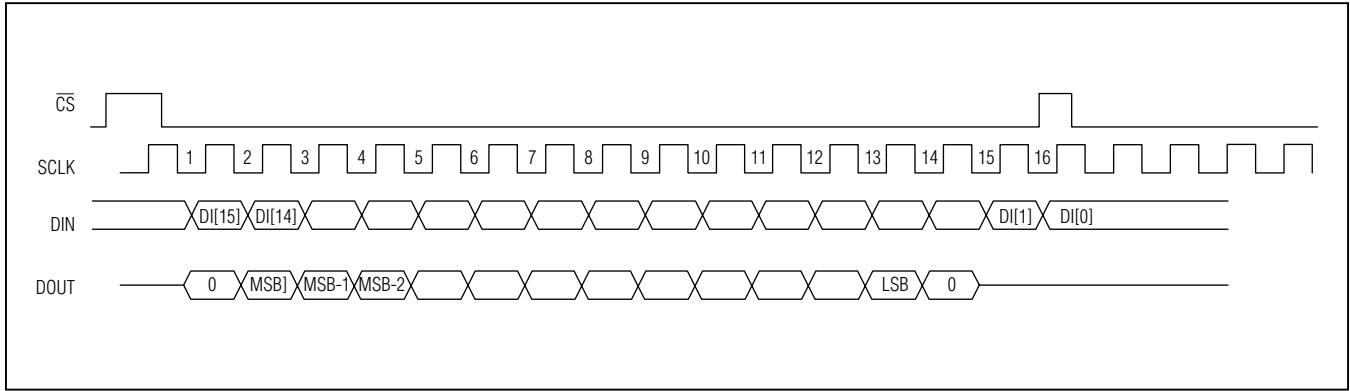 CS
SCLK 1 2 3 4 5 6 7 8 9 10 11 12 13 14 15 16
DIN DI[15] DI[14] DI[1] DI[0]
DOUT 0 MSB] MSB-1 MSB-2 LSB 0